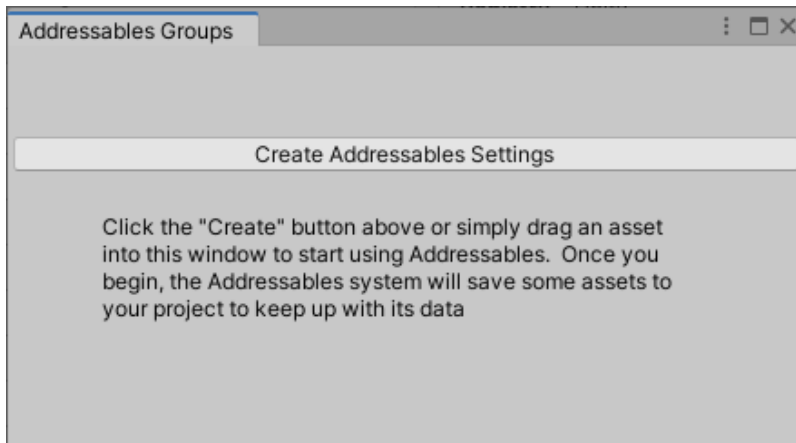 Addressables Groups
Create Addressables Settings
Click the "Create" button above or simply drag an asset
into this window to start using Addressables.  Once you
begin, the Addressables system will save some assets to
your project to keep up with its data